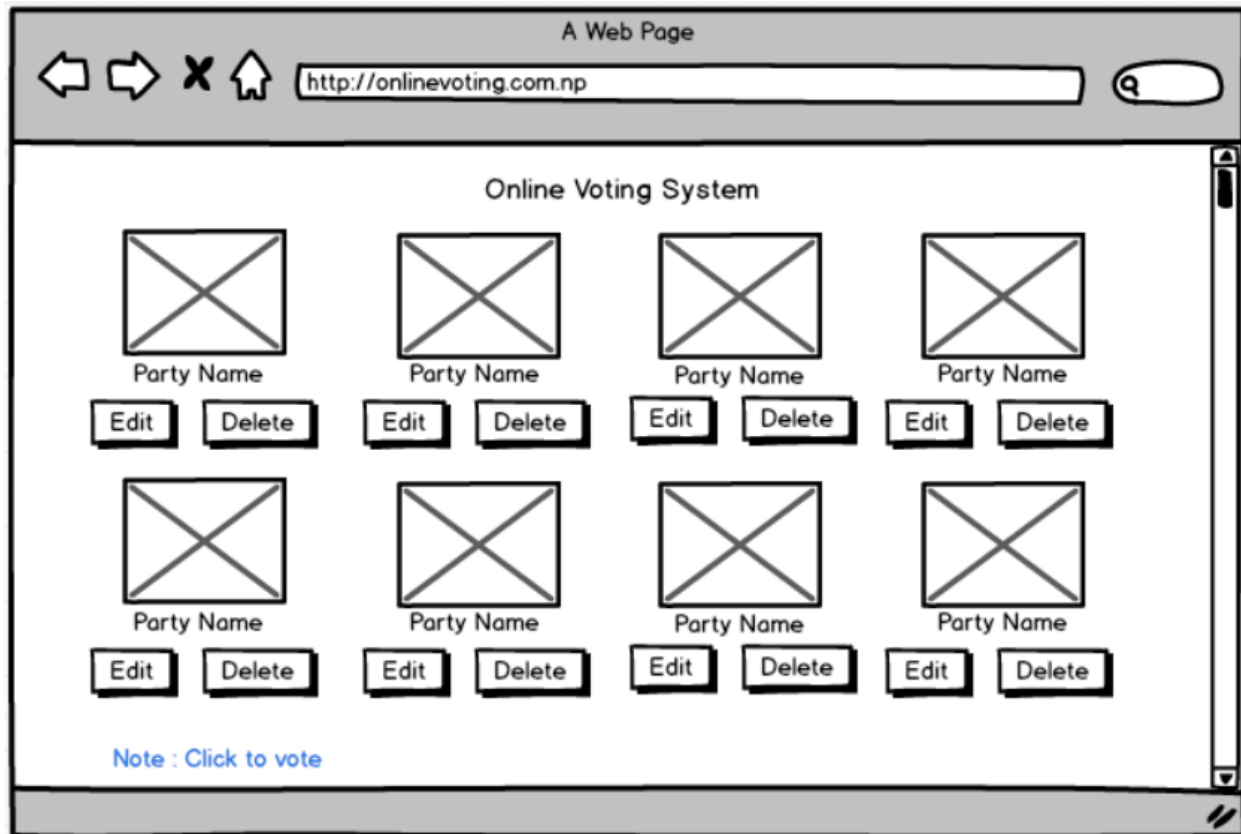 A Web Page
http://onlinevoting.com.np
Online Voting System
Party Name Party Name Party Name Party Name
Edit Delete Edit Delete Edit Delete Edit Delete
Party Name Party Name Party Name Party Name
Edit Delete Edit Delete Edit Delete Edit Delete
Note : Click to vote